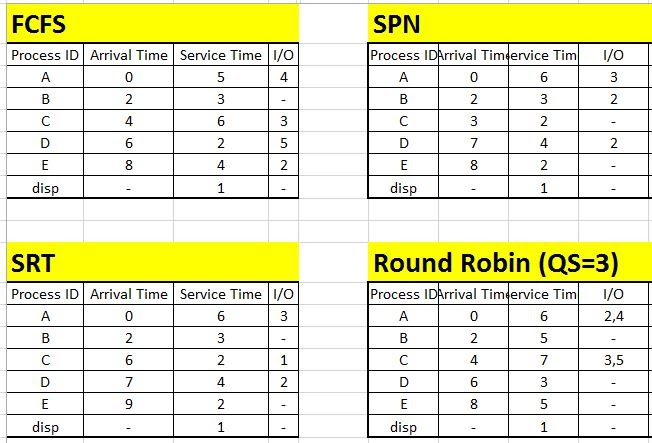 FCFS
Process ID Arrival Time Service Time I/O
A 0 5 4
B 2 3 -
C 4 6 3
D 6 2 5
E 8 4 2
disp - 1 -
SPN
Process ID Arrival Time ervice Tim I/O
A 0 6 3
B 2 3 2
C 3 2 -
D 7 4 2
E 8 2 -
disp - 1 -
SRT
Process ID Arrival Time Service Time I/O
A 0 6 3
B 2 3 -
C 6 2 1
D 7 4 2
E 9 2 -
disp - 1 -
Round Robin (QS=3)
Process ID Arrival Time ervice Tim I/O
A 0 6 2,4
B 2 5 -
C 4 7 3,5
D 6 3 -
E 8 5 -
disp - 1 -